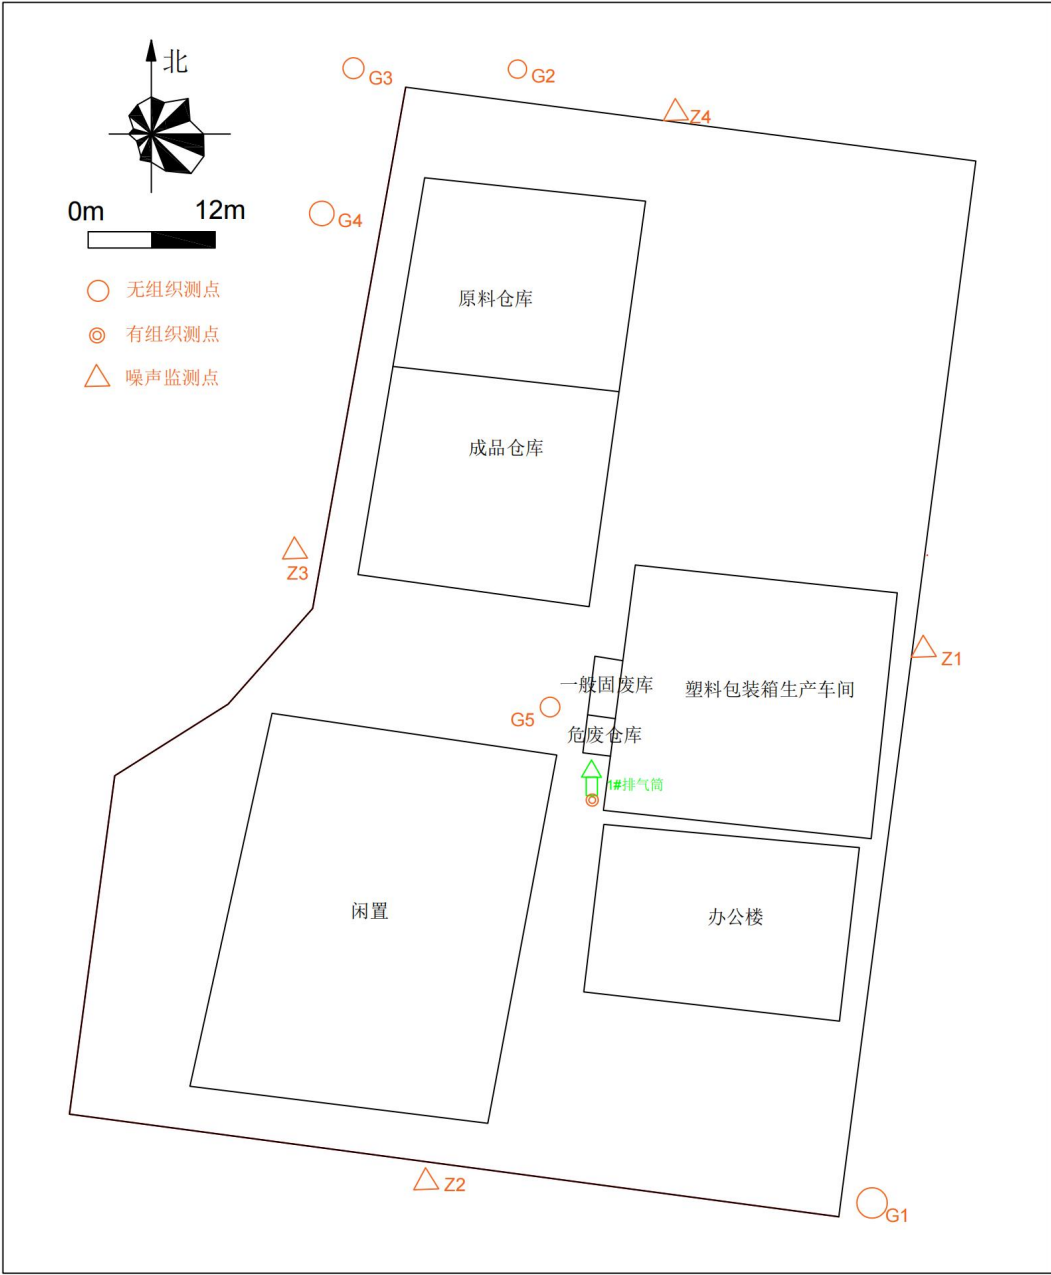 北
G3
G2
Z4
0m 12m
G4
无组织测点
有组织测点
噪声监测点
原料仓库
成品仓库
Z3
Z1
一般固废库
塑料包装箱生产车间
G5
危废仓库
1#排气筒
闲置
办公楼
Z2
G1